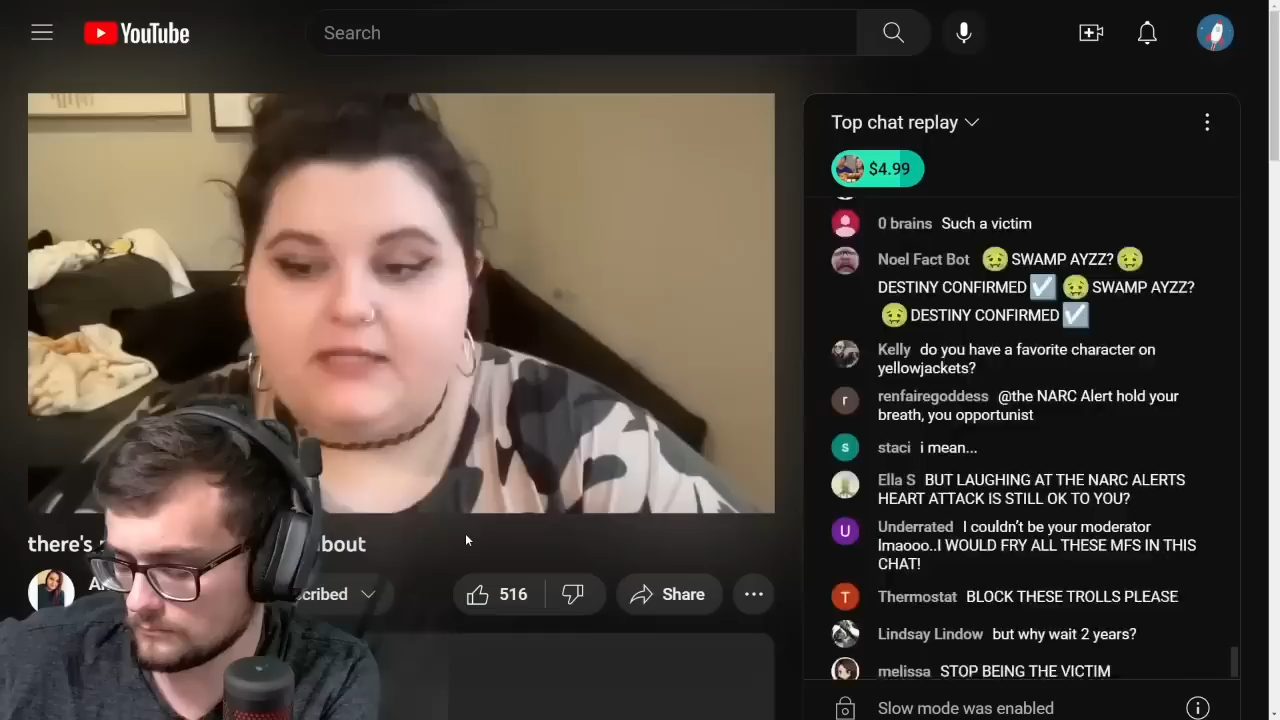 YouTube
Search
Top chat replay
$4.99
0 brains Such a victim
Noel Fact Bot 🤢 SWAMP AYZZ? 🤢
DESTINY CONFIRMED ☑️ 🤢 SWAMP AYZZ?
🤢 DESTINY CONFIRMED ☑️
Kelly do you have a favorite character on
yellowjackets?
renfairegoddess @the NARC Alert hold your
breath, you opportunist
staci i mean...
Ella S BUT LAUGHING AT THE NARC ALERTS
HEART ATTACK IS STILL OK TO YOU?
Underrated I couldn’t be your moderator
lmaooo..I WOULD FRY ALL THESE MFS IN THIS
CHAT!
Thermostat BLOCK THESE TROLLS PLEASE
Lindsay Lindow but why wait 2 years?
melissa STOP BEING THE VICTIM
Slow mode was enabled
there's
516
Share